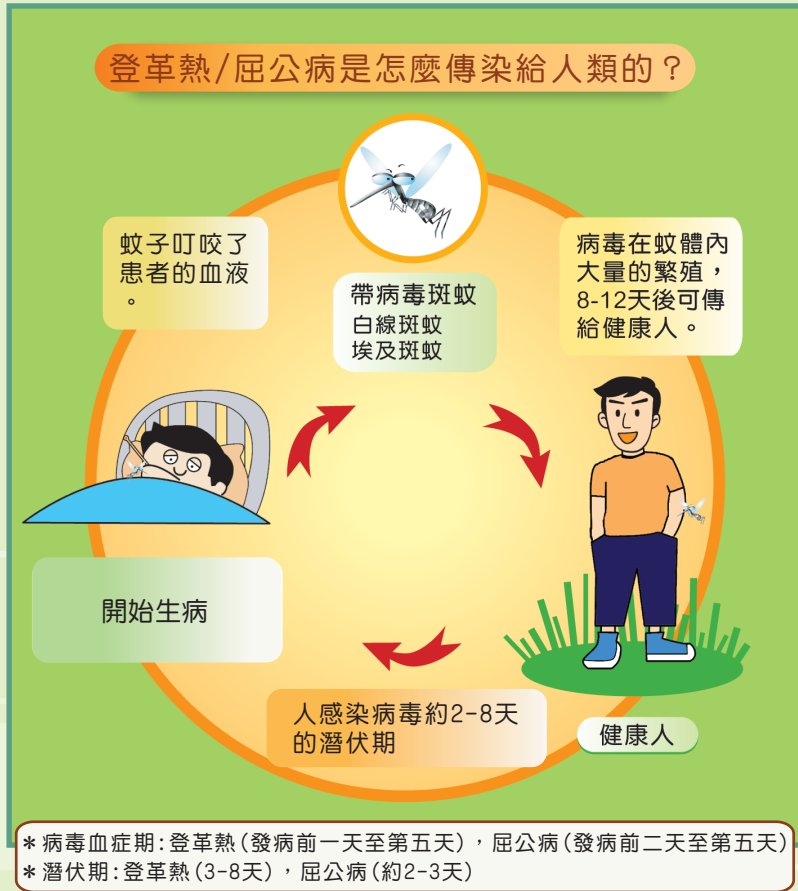 登革熱/屈公病是怎麼傳染給人類的？
蚊子叮咬了
患者的血液
。
帶病毒斑蚊
白線斑蚊
埃及斑蚊
病毒在蚊體內
大量的繁殖，
8-12天後可傳
給健康人。
開始生病
人感染病毒約2-8天
的潛伏期
健康人
＊病毒血症期:登革熱(發病前一天至第五天)，屈公病(發病前二天至第五天)
＊潛伏期:登革熱(3-8天)，屈公病(約2-3天)